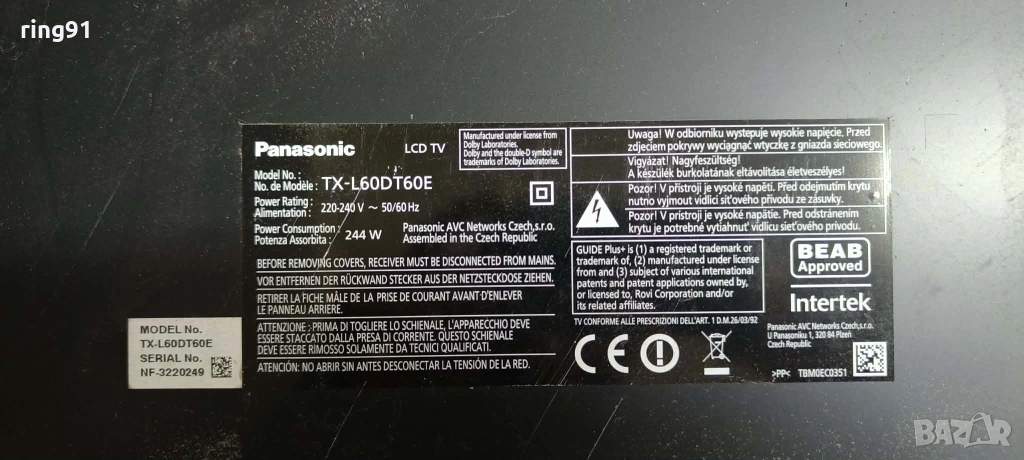 ring91
Panasonic
LCD TV
Manufactured under license from
Dolby Laboratories.
Dolby and the double-D symbol are
trademarks of Dolby Laboratories.
Model No. :
No. de Modèle : TX-L60DT60E
Power Rating :
Alimentation : 220-240 V ~ 50/60 Hz
Power Consumption :
Potenza Assorbita : 244 W
Panasonic AVC Networks Czech,s.r.o.
Assembled in the Czech Republic
BEFORE REMOVING COVERS, RECEIVER MUST BE DISCONNECTED FROM MAINS.
VOR ENTFERNEN DER RÜCKWAND STECKER AUS DER NETZSTECKDOSE ZIEHEN.
RETIRER LA FICHE MÂLE DE LA PRISE DE COURANT AVANT-D'ENLEVER
LE PANNEAU ARRIERE.
ATTENZIONE : PRIMA DI TOGLIERE LO SCHIENALE, L'APPARECCHIO DEVE
ESSERE STACCATO DALLA PRESA DI CORRENTE. QUESTO SCHIENALE
DEVE ESSERE RIMOSSO SOLAMENTE DA TECNICI QUALIFICATI.
ATENCIÓN: NO ABRIR SIN ANTES DESCONECTAR LA TENSIÓN DE LA RED.
Uwaga! W odbiorniku występuje wysokie napięcie. Przed
zdjęciem pokrywy wyciągnąć wtyczkę z gniazda sieciowego.
Vigyázat! Nagyfeszültség!
A készülék burkolatának eltávolítása életveszélyes!
Pozor! V přístroji je vysoké napětí. Před odejmutím krytu
nutno vyjmout vidlici síťového přívodu ze zásuvky.
Pozor! V prístroji je vysoké napätie. Pred odstránením
krytu je potrebné vytiahnuť vidlicu sieťového prívodu.
GUIDE Plus+ is (1) a registered trademark or
trademark of, (2) manufactured under license
from and (3) subject of various international
patents and patent applications owned by,
or licensed to, Rovi Corporation and/or
its related affiliates.
BEAB
Approved
Intertek
TV CONFORME ALLE PRESCRIZIONI DELL'ART. 1 D.M.26/03/92
CE
Panasonic AVC Networks Czech,s.r.o.
U Panasoniku 1, 320 84 Plzeň
Czech Republic
>PP< TBM0EC0351
MODEL No.
TX-L60DT60E
SERIAL No.
NF-3220249
BAZAR